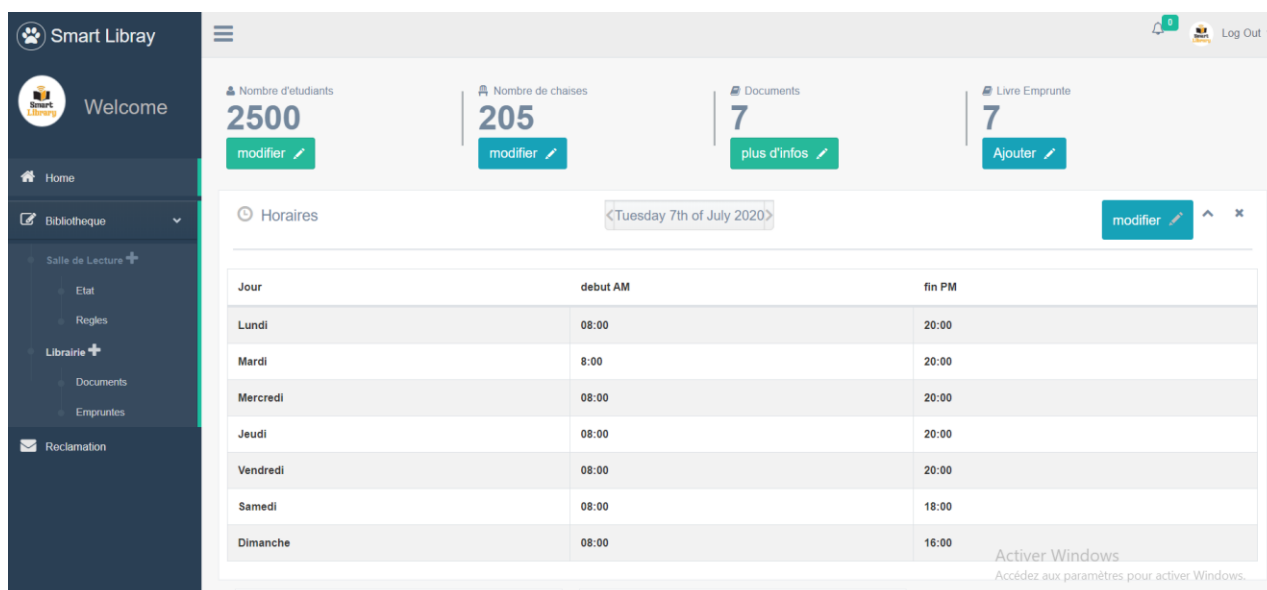 Smart Libray
0
Smart Library
Log Out
Smart Library
Welcome
Home
Bibliotheque
Salle de Lecture
Etat
Regles
Librairie
Documents
Empruntes
Reclamation
Nombre d'etudiants
2500
modifier
Nombre de chaises
205
modifier
Documents
7
plus d'infos
Livre Emprunte
7
Ajouter
Horaires
<Tuesday 7th of July 2020>
modifier
Jour debut AM fin PM
Lundi 08:00 20:00
Mardi 8:00 20:00
Mercredi 08:00 20:00
Jeudi 08:00 20:00
Vendredi 08:00 20:00
Samedi 08:00 18:00
Dimanche 08:00 16:00
Activer Windows
Accédez aux paramètres pour activer Windows.